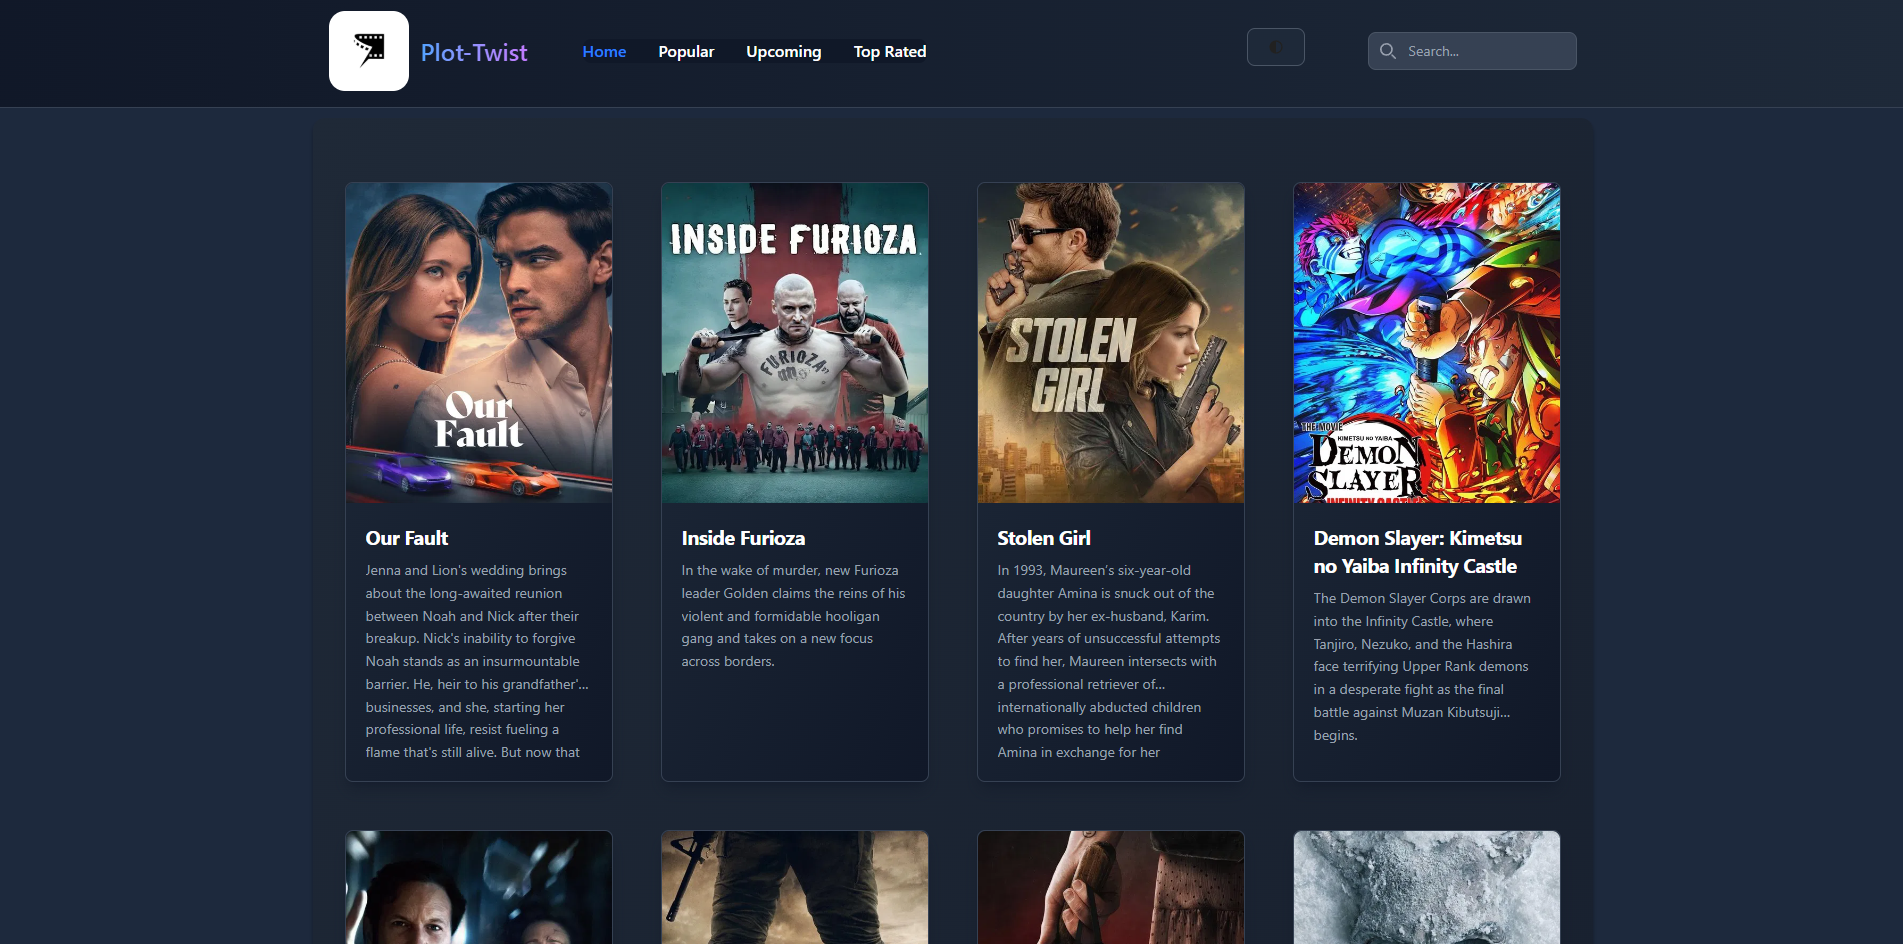 Plot-Twist
Home Popular Upcoming Top Rated
Search...
Our
Fault
INSIDE FURIOZA
FURIOZA
STOLEN
GIRL
THE MOVIE
KIMETSU NO YAIBA
DEMON
SLAYER
INFINITY CASTLE
Our Fault
Jenna and Lion's wedding brings
about the long-awaited reunion
between Noah and Nick after their
breakup. Nick's inability to forgive
Noah stands as an insurmountable
barrier. He, heir to his grandfather'...
businesses, and she, starting her
professional life, resist fueling a
flame that's still alive. But now that
Inside Furioza
In the wake of murder, new Furioza
leader Golden claims the reins of his
violent and formidable hooligan
gang and takes on a new focus
across borders.
Stolen Girl
In 1993, Maureen's six-year-old
daughter Amina is snuck out of the
country by her ex-husband, Karim.
After years of unsuccessful attempts
to find her, Maureen intersects with
a professional retriever of...
internationally abducted children
who promises to help her find
Amina in exchange for her
Demon Slayer: Kimetsu
no Yaiba Infinity Castle
The Demon Slayer Corps are drawn
into the Infinity Castle, where
Tanjiro, Nezuko, and the Hashira
face terrifying Upper Rank demons
in a desperate fight as the final
battle against Muzan Kibutsuji...
begins.